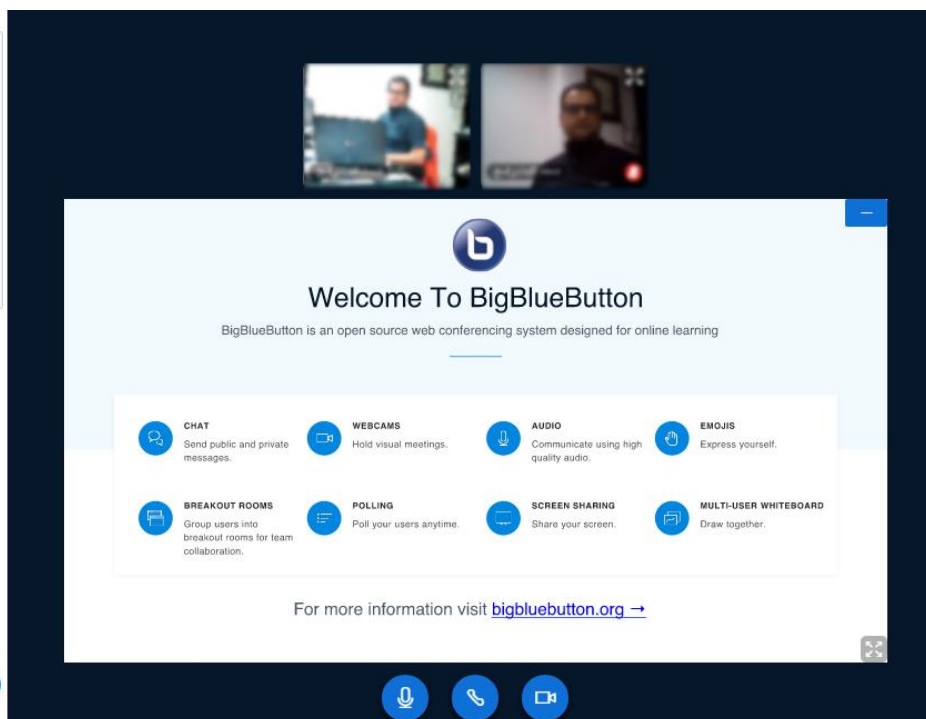 Welcome To BigBlueButton
BigBlueButton is an open source web conferencing system designed for online learning
CHAT
Send public and private
messages.
WEBCAMS
Hold visual meetings.
AUDIO
Communicate using high
quality audio.
EMOJIS
Express yourself.
BREAKOUT ROOMS
Group users into
breakout rooms for team
collaboration.
POLLING
Poll your users anytime.
SCREEN SHARING
Share your screen.
MULTI-USER WHITEBOARD
Draw together.
For more information visit bigbluebutton.org →